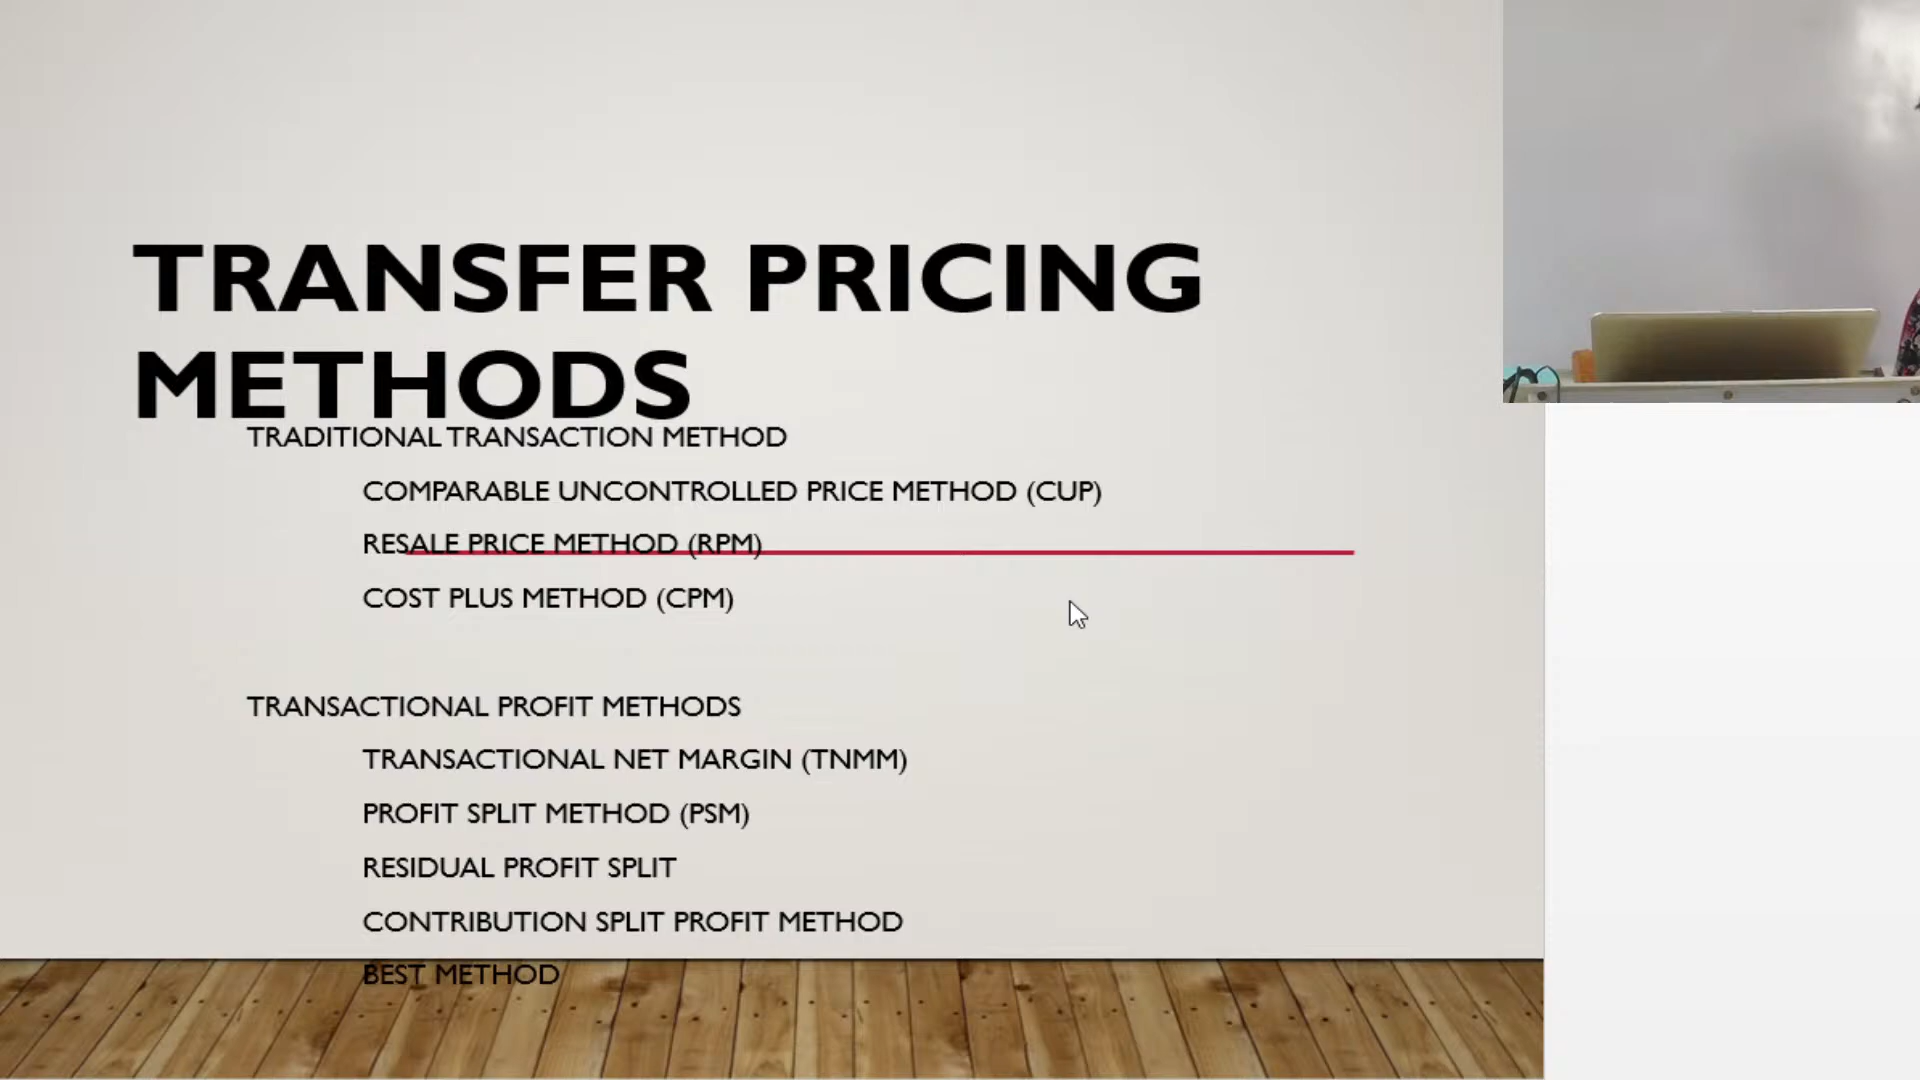 TRANSFER PRICING
METHODS
TRADITIONAL TRANSACTION METHOD
COMPARABLE UNCONTROLLED PRICE METHOD (CUP)
RESALE PRICE METHOD (RPM)
COST PLUS METHOD (CPM)
TRANSACTIONAL PROFIT METHODS
TRANSACTIONAL NET MARGIN (TNMM)
PROFIT SPLIT METHOD (PSM)
RESIDUAL PROFIT SPLIT
CONTRIBUTION SPLIT PROFIT METHOD
BEST METHOD